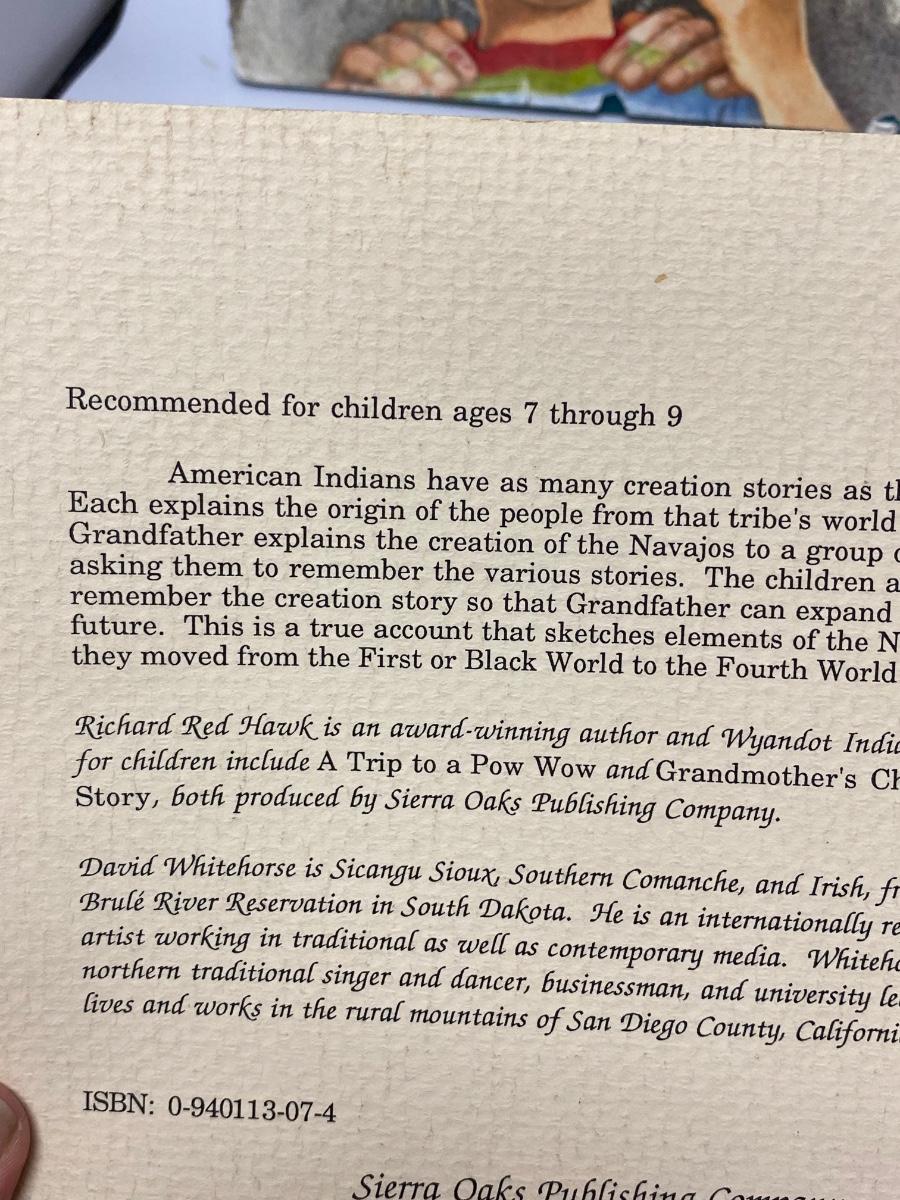 Recommended for children ages 7 through 9
American Indians have as many creation stories as
Each explains the origin of the people from that tribe's world
Grandfather explains the creation of the Navajos to a group
asking them to remember the various stories. The children
remember the creation story so that Grandfather can expand
future. This is a true account that sketches elements of the
they moved from the First or Black World to the Fourth World
Richard Red Hawk is an award-winning author and Wyandot
for children include A Trip to a Pow Wow and Grandmother's
Story, both produced by Sierra Oaks Publishing Company.
David Whitehorse is Sicangu Sioux, Southern Comanche, and Irish,
Brulé River Reservation in South Dakota. He is an internationally
artist working in traditional as well as contemporary media.
northern traditional singer and dancer, businessman, and university
lives and works in the rural mountains of San Diego County,
ISBN: 0-940113-07-4
Sierra Oaks Publishing Company